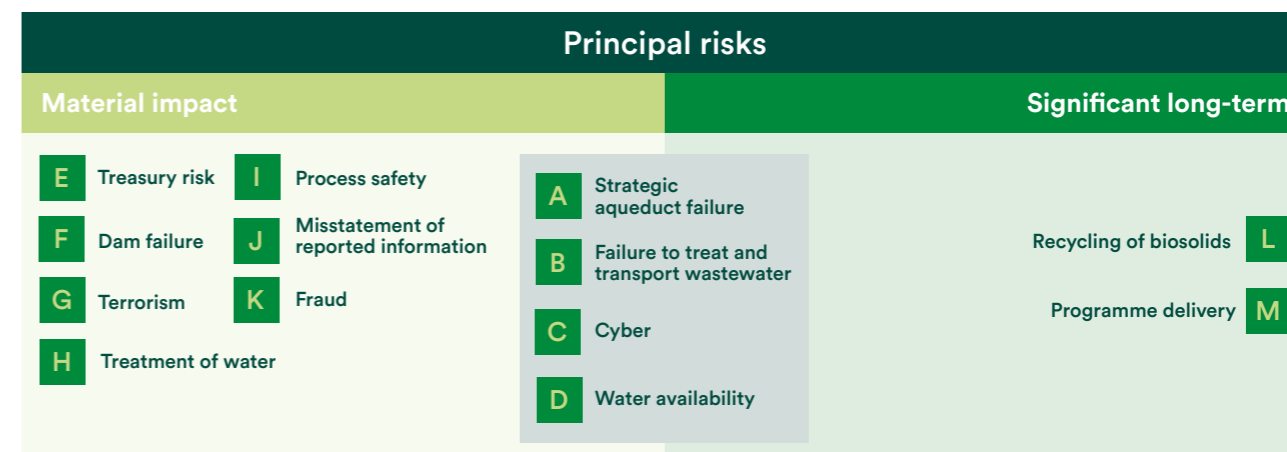 Principal risks
Material impact
Significant long-term
E Treasury risk
F Dam failure
G Terrorism
H Treatment of water
I Process safety
J Misstatement of
reported information
K Fraud
A Strategic
aqueduct failure
B Failure to treat and
transport wastewater
C Cyber
D Water availability
Recycling of biosolids L
Programme delivery M